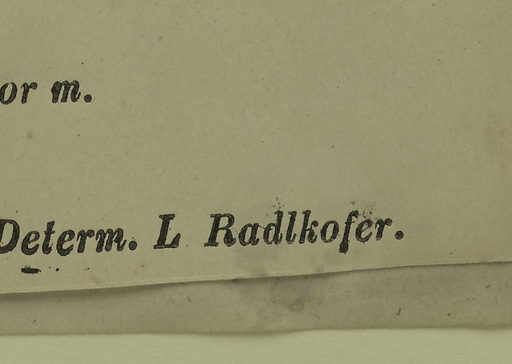 or m.
Determ. L Radlkofer.